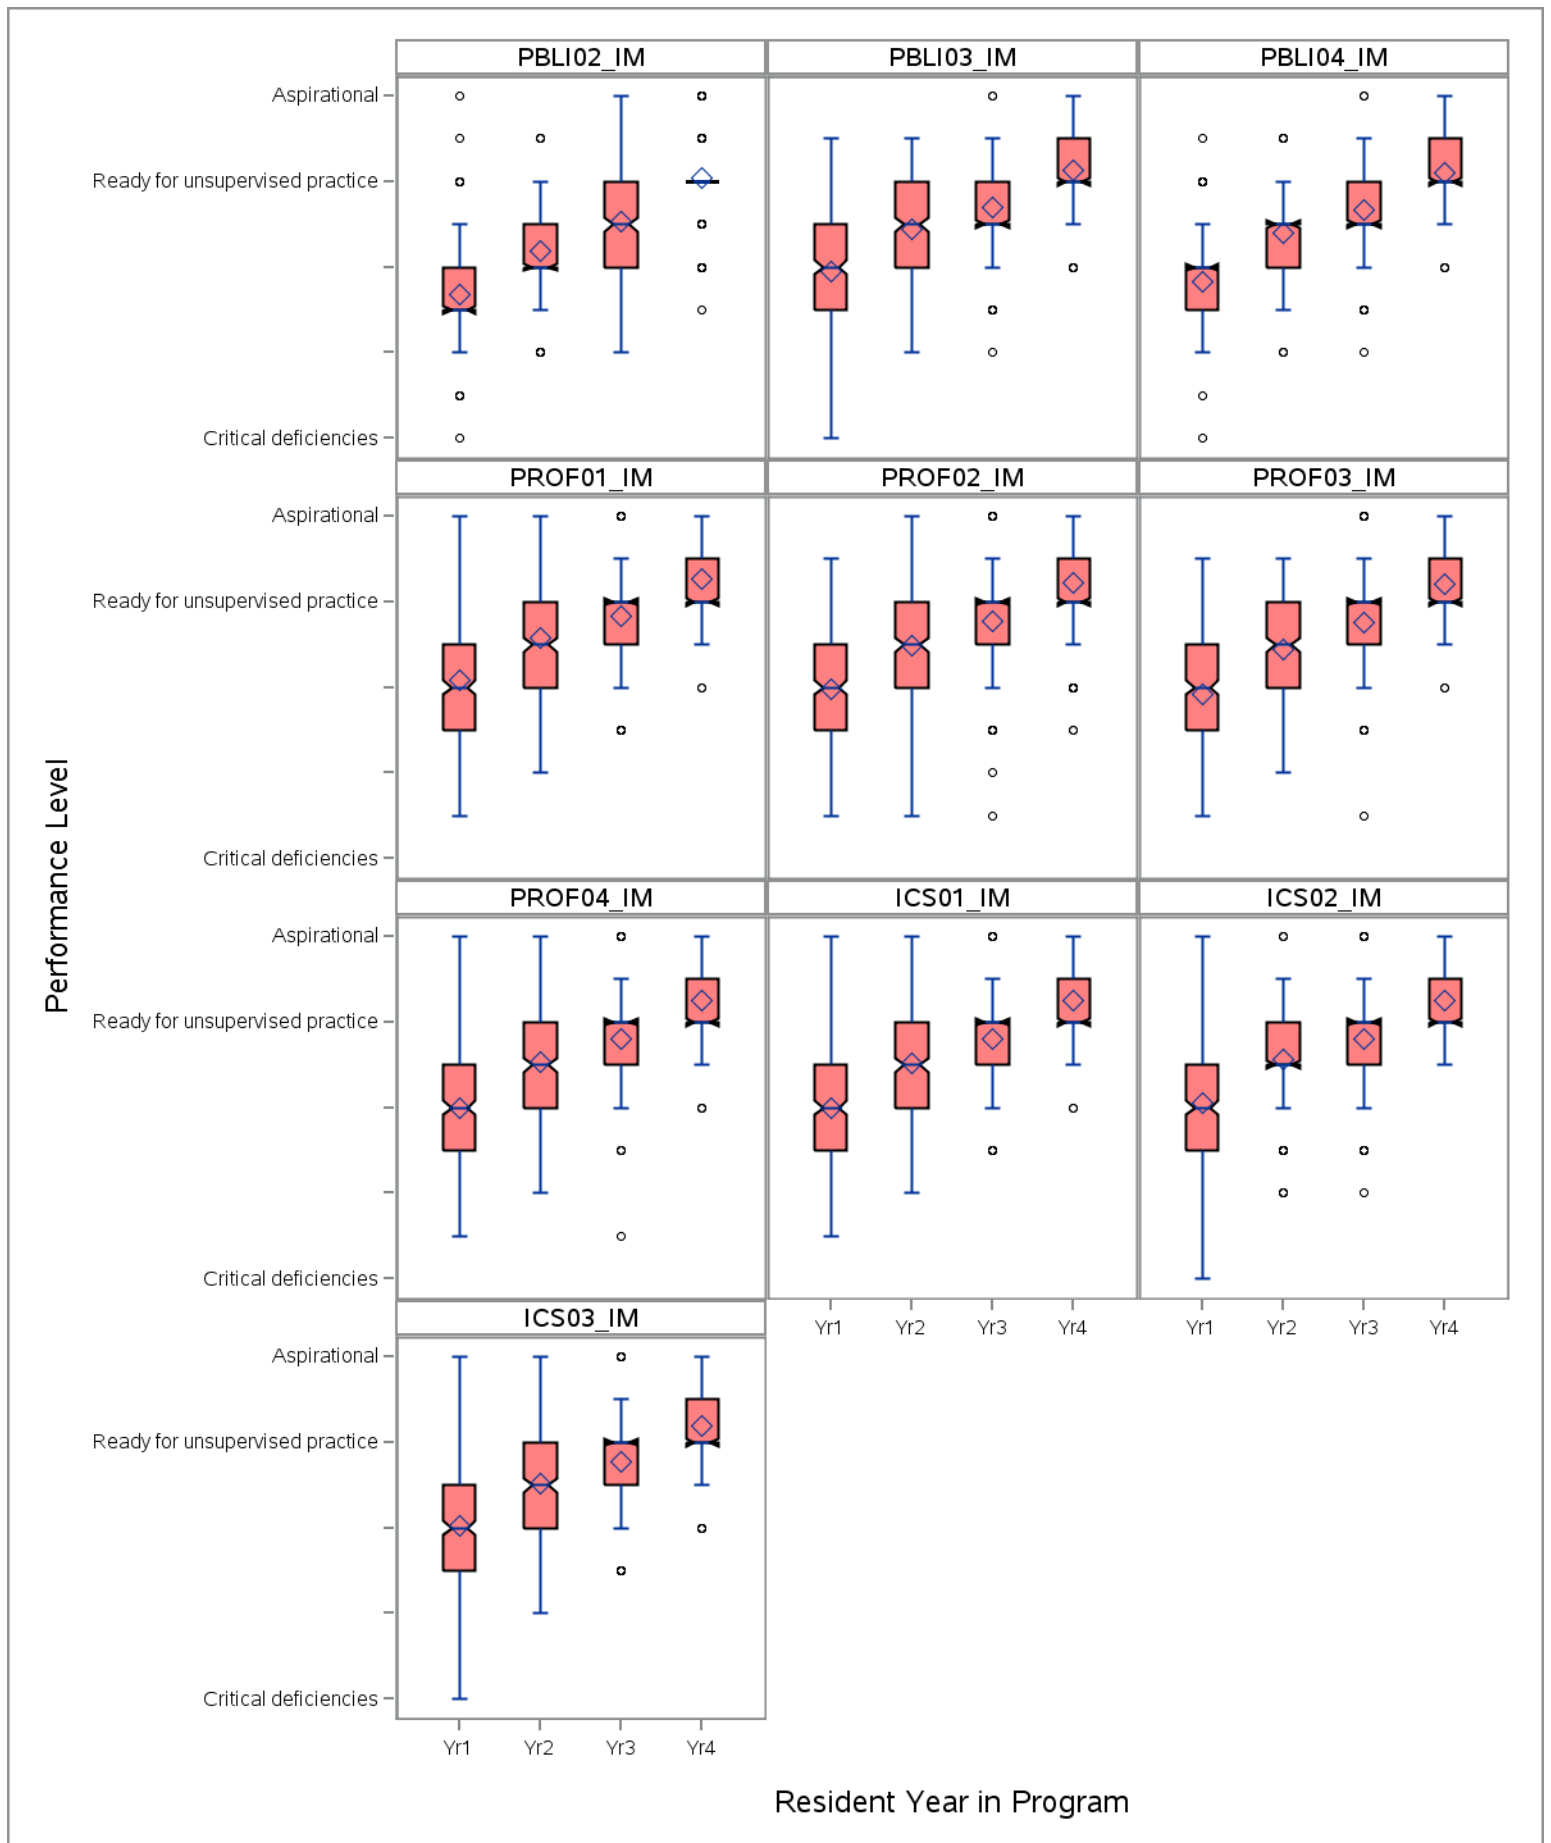 PBLI02_IM PBLI03_IM PBLI04_IM
Aspirational
Ready for unsupervised practice
Critical deficiencies
PROF01_IM PROF02_IM PROF03_IM
Aspirational
Ready for unsupervised practice
Critical deficiencies
PROF04_IM ICS01_IM ICS02_IM
Aspirational
Ready for unsupervised practice
Critical deficiencies
ICS03_IM
Yr1 Yr2 Yr3 Yr4 Yr1 Yr2 Yr3 Yr4
Aspirational
Ready for unsupervised practice
Critical deficiencies
Yr1 Yr2 Yr3 Yr4
Performance Level
Resident Year in Program